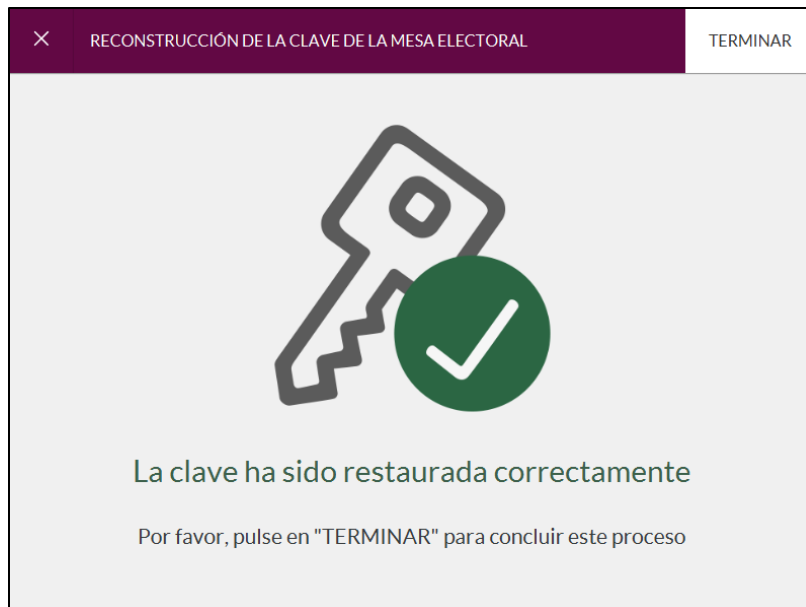 RECONSTRUCCIÓN DE LA CLAVE DE LA MESA ELECTORAL
TERMINAR
La clave ha sido restaurada correctamente
Por favor, pulse en "TERMINAR" para concluir este proceso